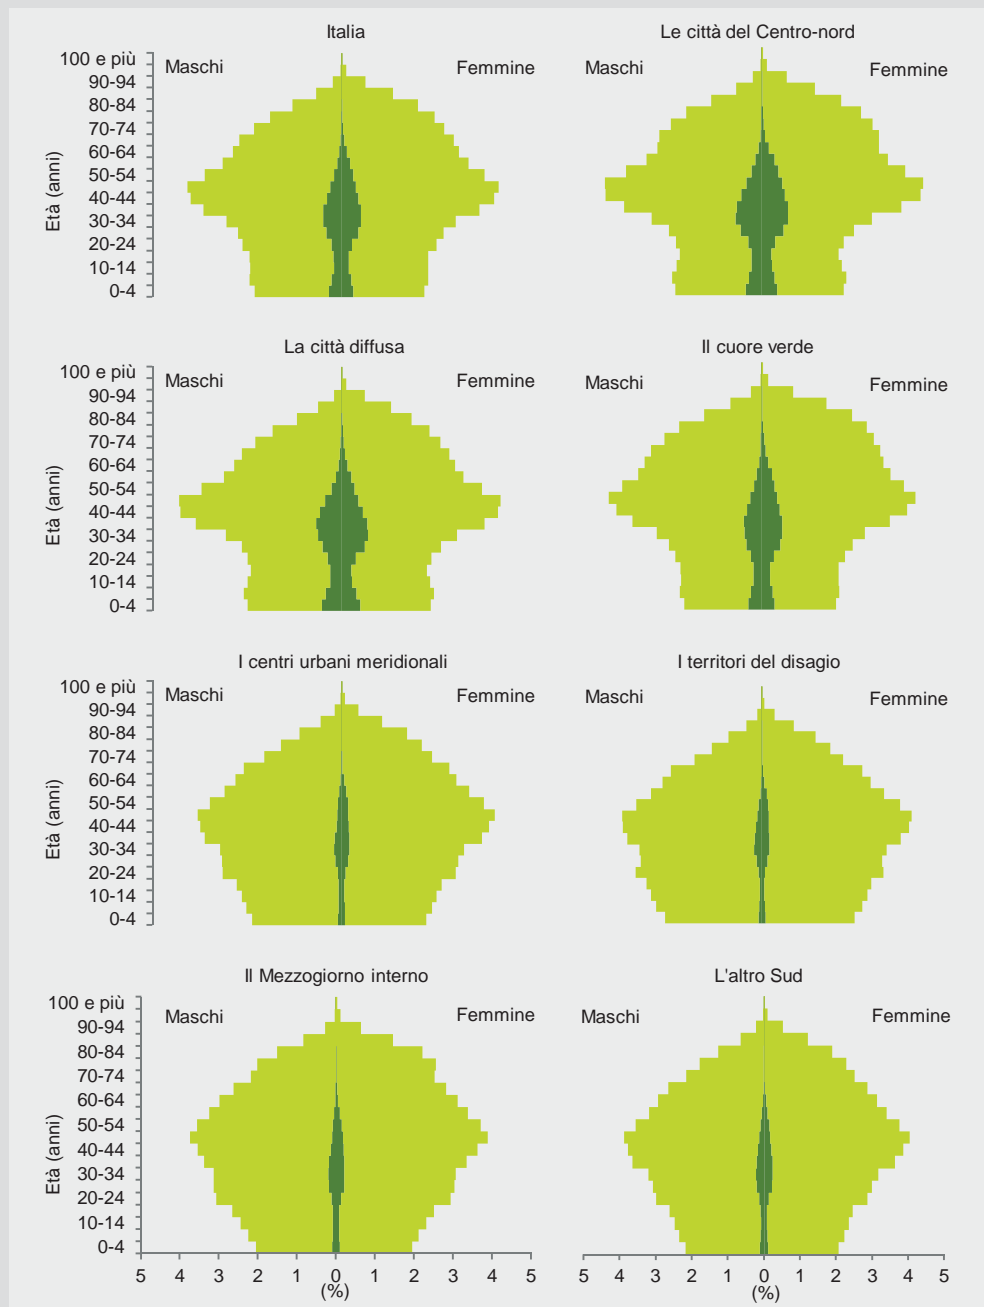 Italia
Maschi
Femmine
Età (anni)
100 e più
90-94
80-84
70-74
60-64
50-54
40-44
30-34
20-24
10-14
0-4
Le città del Centro-nord
Maschi
Femmine
La città diffusa
Maschi
Femmine
Età (anni)
100 e più
90-94
80-84
70-74
60-64
50-54
40-44
30-34
20-24
10-14
0-4
Il cuore verde
Maschi
Femmine
I centri urbani meridionali
Maschi
Femmine
Età (anni)
100 e più
90-94
80-84
70-74
60-64
50-54
40-44
30-34
20-24
10-14
0-4
I territori del disagio
Maschi
Femmine
Il Mezzogiorno interno
Maschi
Femmine
Età (anni)
100 e più
90-94
80-84
70-74
60-64
50-54
40-44
30-34
20-24
10-14
0-4
5 4 3 2 1 0 1 2 3 4 5
(%)
L'altro Sud
Maschi
Femmine
5 4 3 2 1 0 1 2 3 4 5
(%)